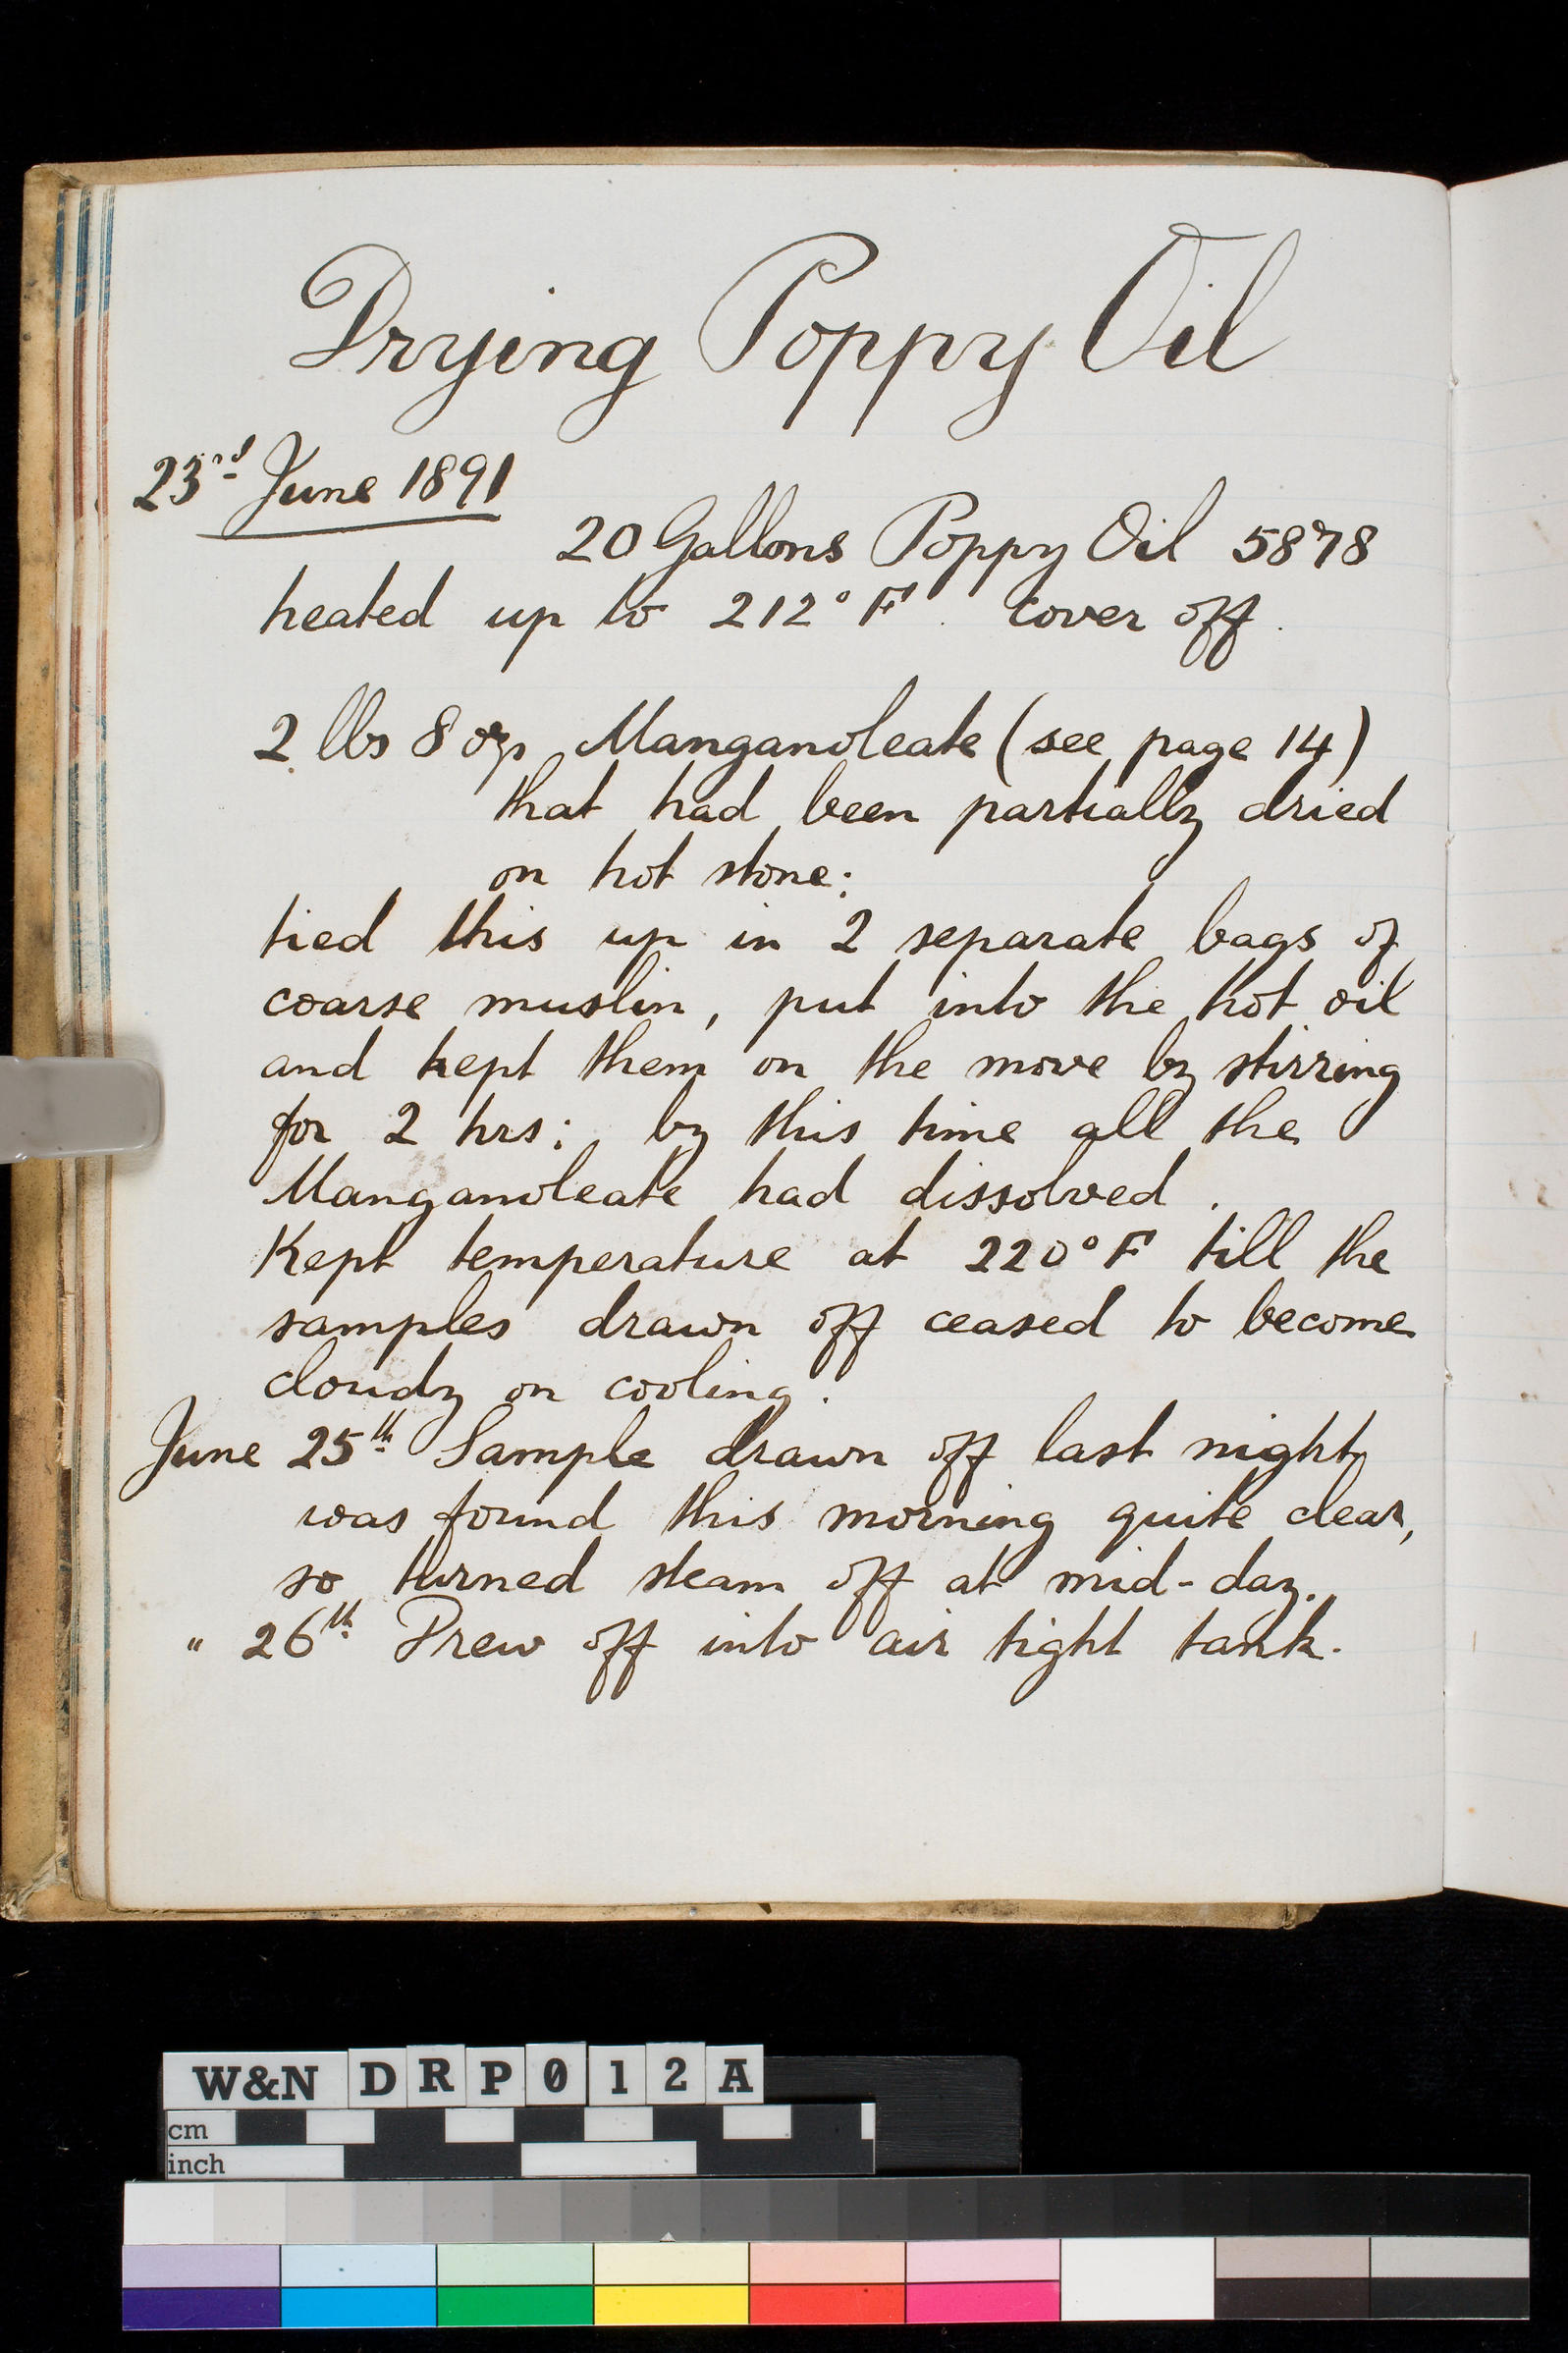 Drying Poppy Oil
23rd June 1891
20 Gallons Poppy Oil 5878
heated up to 212° F. cover off.
2 lbs 8 ozs Manganoleate (see page 14)
that had been partially dried
on hot stone:
tied this up in 2 separate bags of
coarse muslin, put into the hot oil
and kept them on the move by stirring
for 2 hrs: by this time all the
Manganoleate had dissolved.
Kept temperature at 220° F till the
samples drawn off ceased to become
cloudy on cooling.
June 25th Sample drawn off last night
was found this morning quite clear,
so turned steam off at mid-day.
" 26th Drew off into air tight tank.
W&N DRP012A
cm
inch